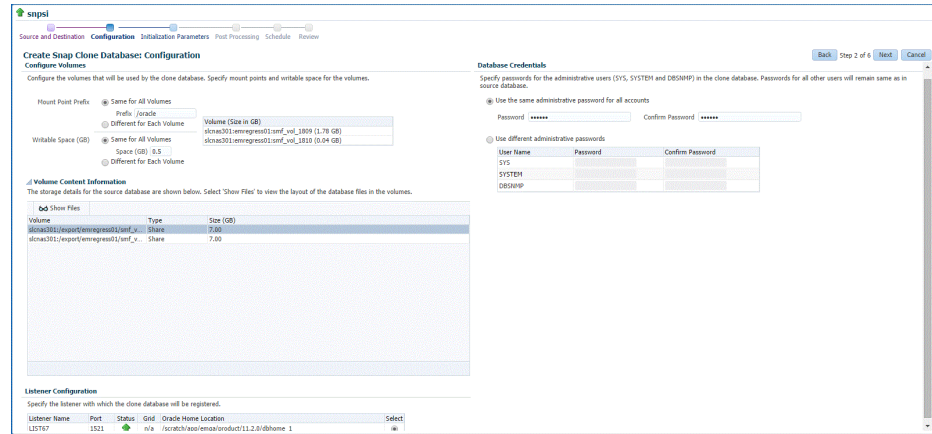 snpsi
Source and Destination Configuration Initialization Parameters Post Processing Schedule Review
Create Snap Clone Database: Configuration
Back Step 2 of 6 Next Cancel
Configure Volumes
Configure the volumes that will be used by the clone database. Specify mount points and writable space for the volumes.
Mount Point Prefix
Same for All Volumes
Prefix /oracle
Different for Each Volume
Writable Space (GB)
Same for All Volumes
Space (GB) 0.5
Different for Each Volume
Volume (Size in GB)
slcnas301:emregress01:smf_vol_1809 (1.78 GB)
slcnas301:emregress01:smf_vol_1810 (0.04 GB)
Volume Content Information
The storage details for the source database are shown below. Select 'Show Files' to view the layout of the database files in the volumes.
Show Files
Volume Type Size (GB)
slcnas301:/export/emregress01/smf_v... Share 7.00
slcnas301:/export/emregress01/smf_v... Share 7.00
Listener Configuration
Specify the listener with which the clone database will be registered.
Listener Name Port Status Grid Oracle Home Location Select
LIST67 1521 n/a /scratch/app/emga/product/11.2.0/dbhome_1
Database Credentials
Specify passwords for the administrative users (SYS, SYSTEM and DBSNMP) in the clone database. Passwords for all other users will remain same as in
source database.
Use the same administrative password for all accounts
Password •••••• Confirm Password ••••••
Use different administrative passwords
User Name Password Confirm Password
SYS
SYSTEM
DBSNMP